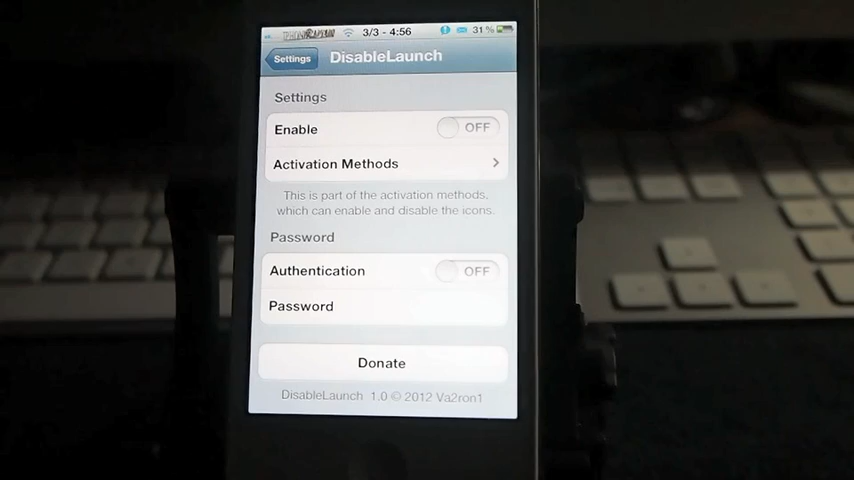 3/3 - 4:56
31 %
Settings
DisableLaunch
Settings
Enable
OFF
Activation Methods
This is part of the activation methods,
which can enable and disable the icons.
Password
Authentication
OFF
Password
Donate
DisableLaunch 1.0 © 2012 Va2ron1